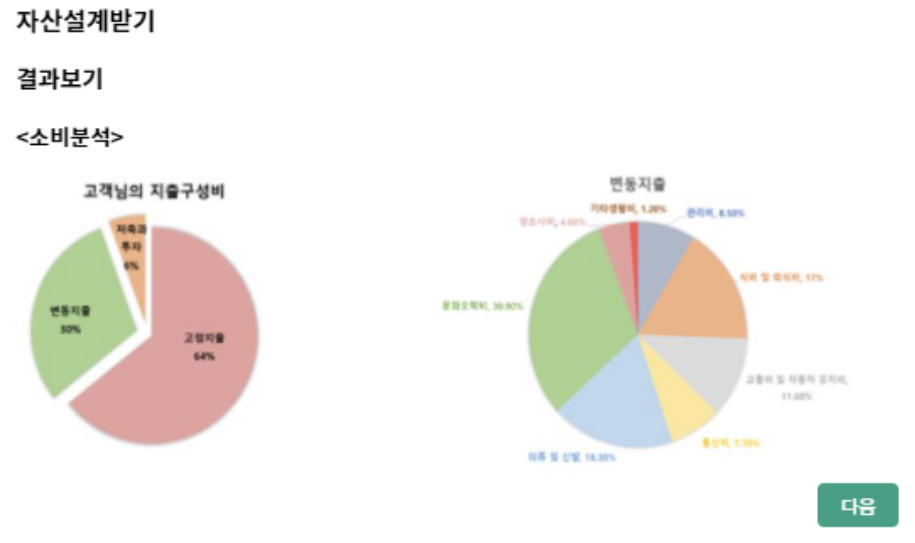 자산설계받기
결과보기
<소비분석>
고객님의 지출구성비
저축과
투자
6%
변동지출
30%
고정지출
64%
변동지출
기타생활비, 1.20%
관리비, 8.50%
경조사비, 4.60%
식비 및 외식비, 17%
문화오락비, 30.90%
교통비 및 자동차 유지비,
11.60%
통신비, 7.70%
의류 및 신발, 18.30%
다음